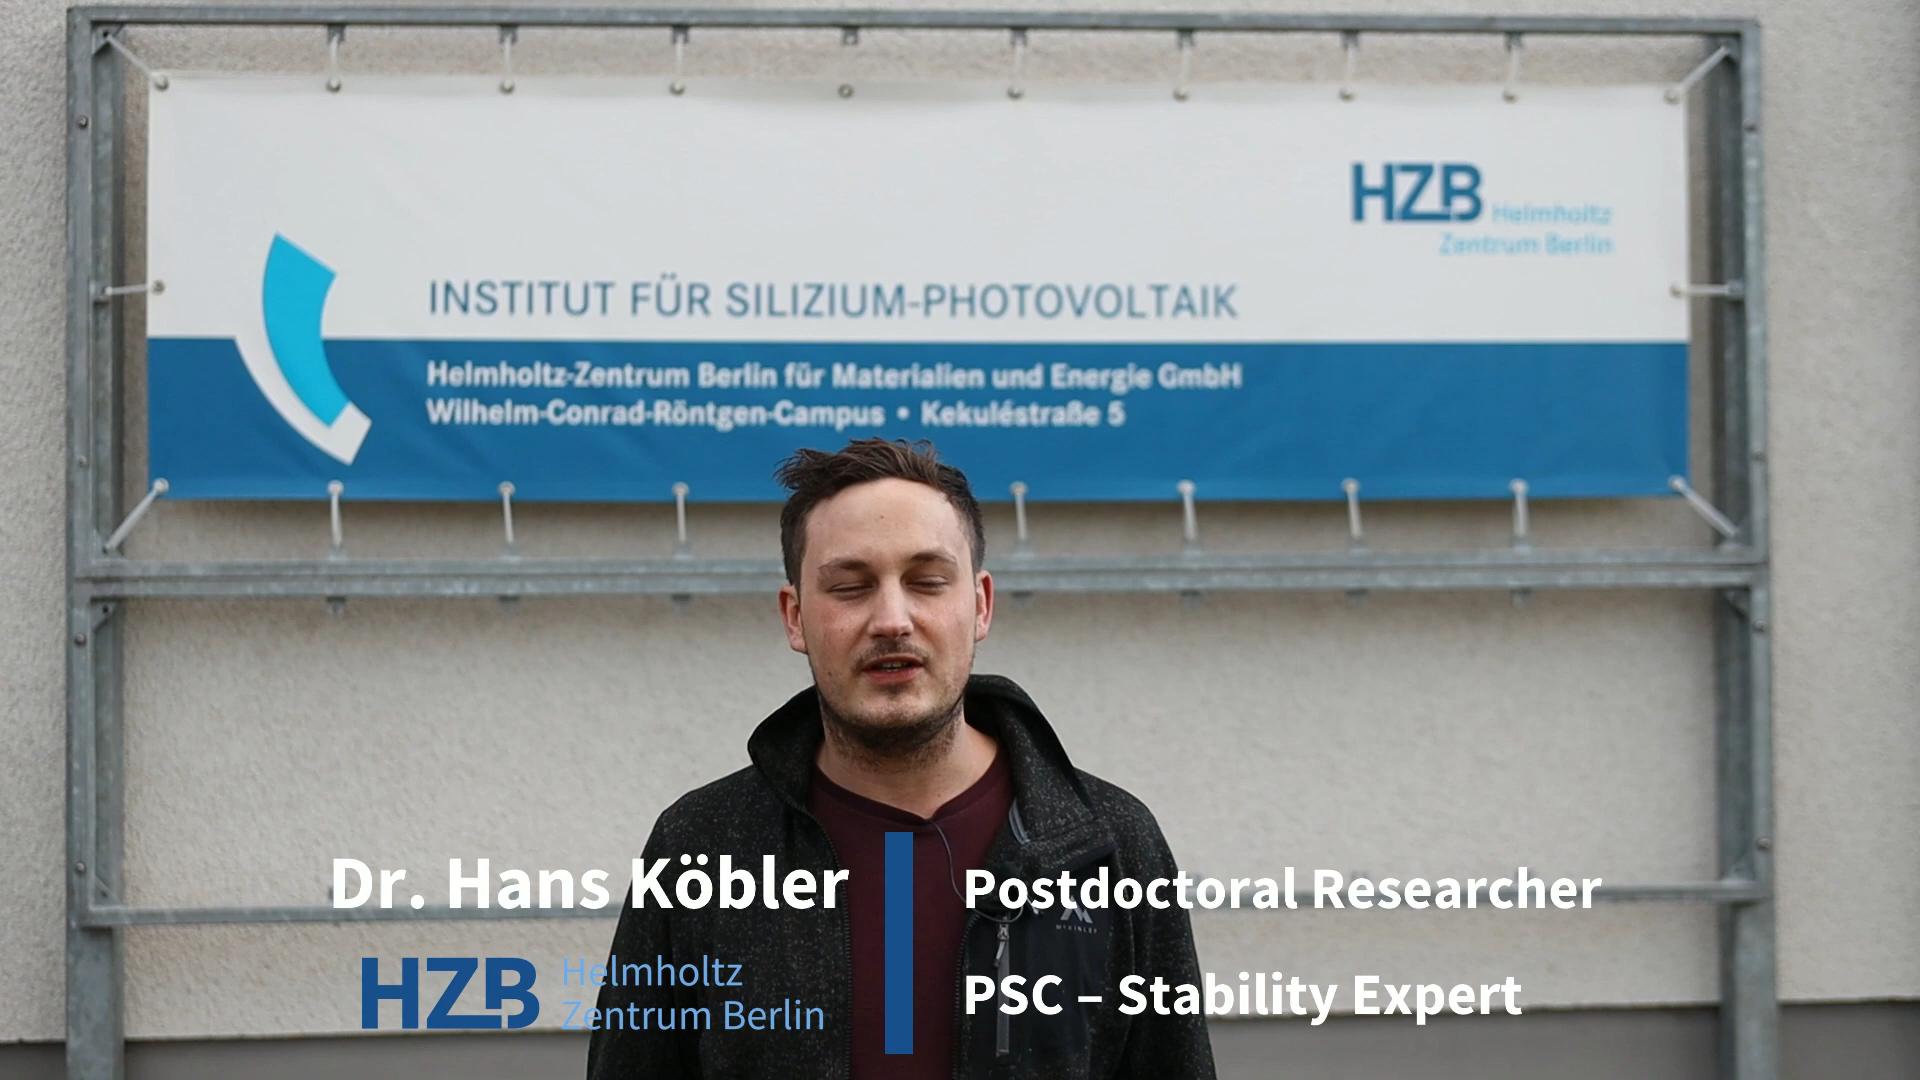 HZB Helmholtz
Zentrum Berlin
INSTITUT FÜR SILIZIUM-PHOTOVOLTAIK
Helmholtz-Zentrum Berlin für Materialien und Energie GmbH
Wilhelm-Conrad-Röntgen-Campus • Kekuléstraße 5
Dr. Hans Köbler
HZB Helmholtz
Zentrum Berlin
Postdoctoral Researcher
McKINLEY
PSC – Stability Expert